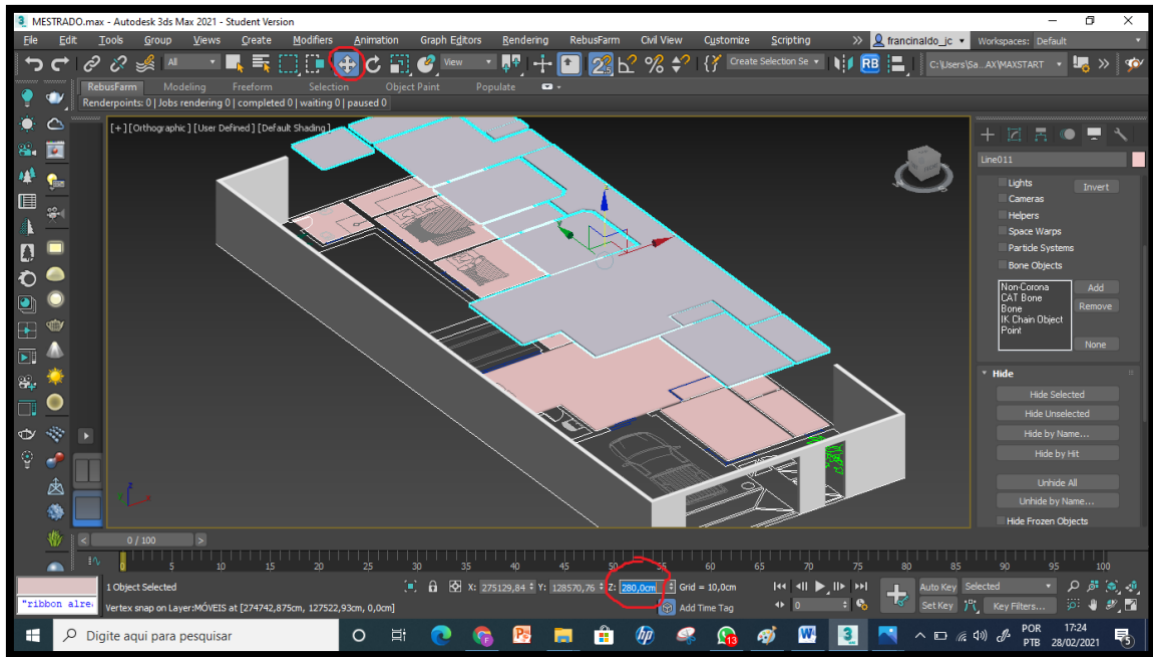 MESTRADO.max - Autodesk 3ds Max 2021 - Student Version
File Edit Tools Group Views Create Modifiers Animation Graph Editors Rendering RebusFarm Civil View Customize Scripting francinaldo_jc Workspaces: Default
All View Create Selection Se RB C:\Users\Sa...AX\MAXSTART
RebusFarm Modeling Freeform Selection Object Paint Populate
Renderpoints: 0 | Jobs rendering 0 | completed 0 | waiting 0 | paused 0
[+] [Orthographic ] [User Defined ] [Default Shading ]
Line011
Lights Invert
Cameras
Helpers
Space Warps
Particle Systems
Bone Objects
Non-Corona Add
CAT Bone
Bone Remove
IK Chain Object
Point
None
Hide
Hide Selected
Hide Unselected
Hide by Name...
Hide by Hit
Unhide All
Unhide by Name...
Hide Frozen Objects
z
0 / 100
0 5 10 15 20 25 30 35 40 45 50 55 60 65 70 75 80 85 90 95 100
1 Object Selected X: 275129,84 Y: 128570,76 Z: 280,0cm Grid = 10,0cm Auto Key Selected
"ribbon alre Vertex snap on Layer:MÓVEIS at [274742,875cm, 127522,93cm, 0,0cm] Add Time Tag 0 Set Key Key Filters...
Digite aqui para pesquisar 13 POR PTB 17:24 28/02/2021 5